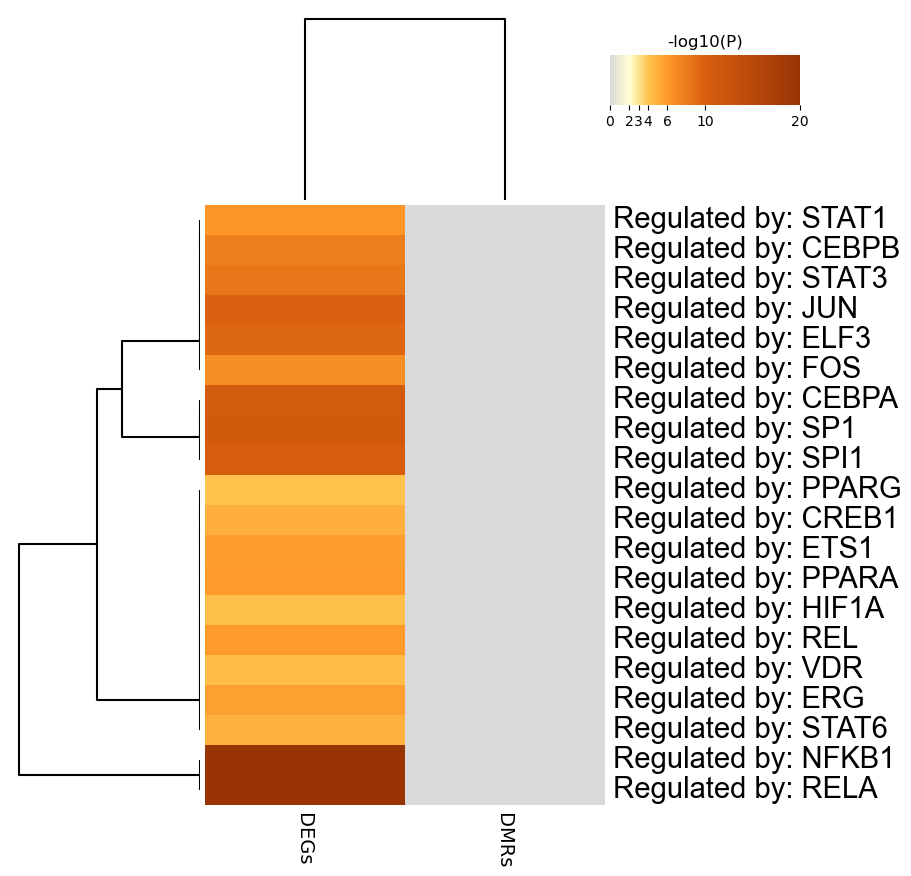 -log10(P)
0 2 3 4 6 10 20
Regulated by: STAT1
Regulated by: CEBPB
Regulated by: STAT3
Regulated by: JUN
Regulated by: ELF3
Regulated by: FOS
Regulated by: CEBPA
Regulated by: SP1
Regulated by: SPI1
Regulated by: PPARG
Regulated by: CREB1
Regulated by: ETS1
Regulated by: PPARA
Regulated by: HIF1A
Regulated by: REL
Regulated by: VDR
Regulated by: ERG
Regulated by: STAT6
Regulated by: NFKB1
Regulated by: RELA
DEGs
DMRs